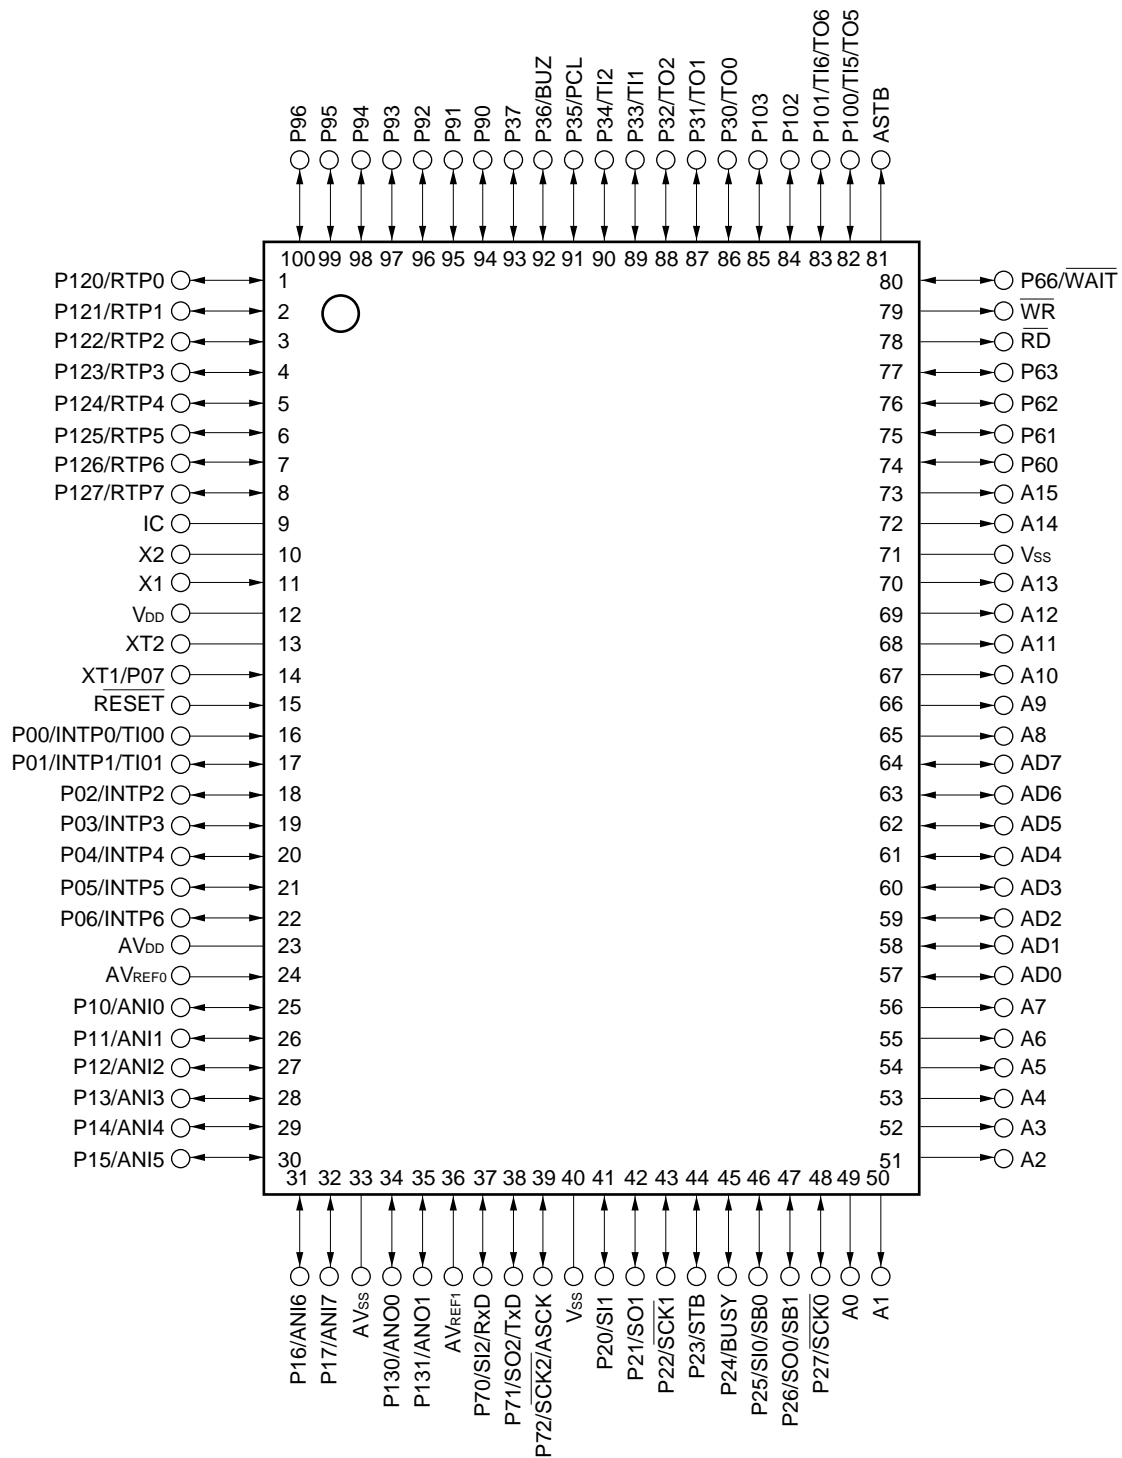 P96
P95
P94
P93
P92
P91
P90
P37
P36/BUZ
P35/PCL
P34/TI2
P33/TI1
P32/TO2
P31/TO1
P30/TO0
P103
P102
P101/TI6/TO6
P100/TI5/TO5
ASTB
100 99 98 97 96 95 94 93 92 91 90 89 88 87 86 85 84 83 82 81
P120/RTP0 1 80 P66/WAIT
P121/RTP1 2 79 WR
P122/RTP2 3 78 RD
P123/RTP3 4 77 P63
P124/RTP4 5 76 P62
P125/RTP5 6 75 P61
P126/RTP6 7 74 P60
P127/RTP7 8 73 A15
IC 9 72 A14
X2 10 71 VSS
X1 11 70 A13
VDD 12 69 A12
XT2 13 68 A11
XT1/P07 14 67 A10
RESET 15 66 A9
P00/INTP0/TI00 16 65 A8
P01/INTP1/TI01 17 64 AD7
P02/INTP2 18 63 AD6
P03/INTP3 19 62 AD5
P04/INTP4 20 61 AD4
P05/INTP5 21 60 AD3
P06/INTP6 22 59 AD2
AVDD 23 58 AD1
AVREF0 24 57 AD0
P10/ANI0 25 56 A7
P11/ANI1 26 55 A6
P12/ANI2 27 54 A5
P13/ANI3 28 53 A4
P14/ANI4 29 52 A3
P15/ANI5 30 51 A2
31 32 33 34 35 36 37 38 39 40 41 42 43 44 45 46 47 48 49 50
P16/ANI6
P17/ANI7
AVSS
P130/ANO0
P131/ANO1
AVREF1
P70/SI2/RxD
P71/SO2/TxD
P72/SCK2/ASCK
VSS
P20/SI1
P21/SO1
P22/SCK1
P23/STB
P24/BUSY
P25/SI0/SB0
P26/SO0/SB1
P27/SCK0
A0
A1